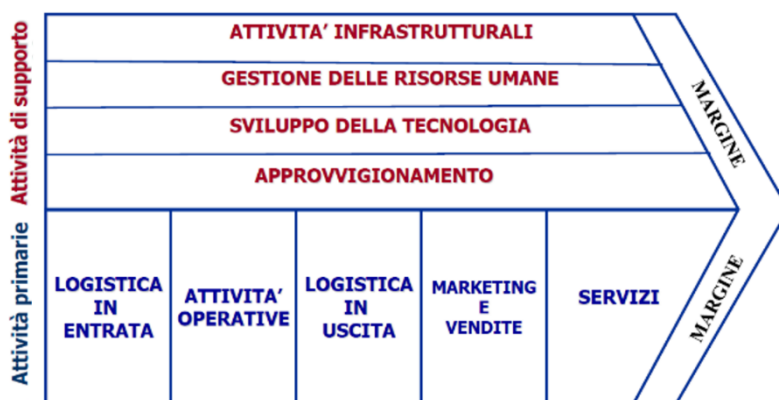 Attività di supporto
ATTIVITA' INFRASTRUTTURALI
GESTIONE DELLE RISORSE UMANE
SVILUPPO DELLA TECNOLOGIA
APPROVVIGIONAMENTO
MARGINE
Attività primarie
LOGISTICA
IN
ENTRATA
ATTIVITA'
OPERATIVE
LOGISTICA
IN
USCITA
MARKETING
E
VENDITE
SERVIZI
MARGINE